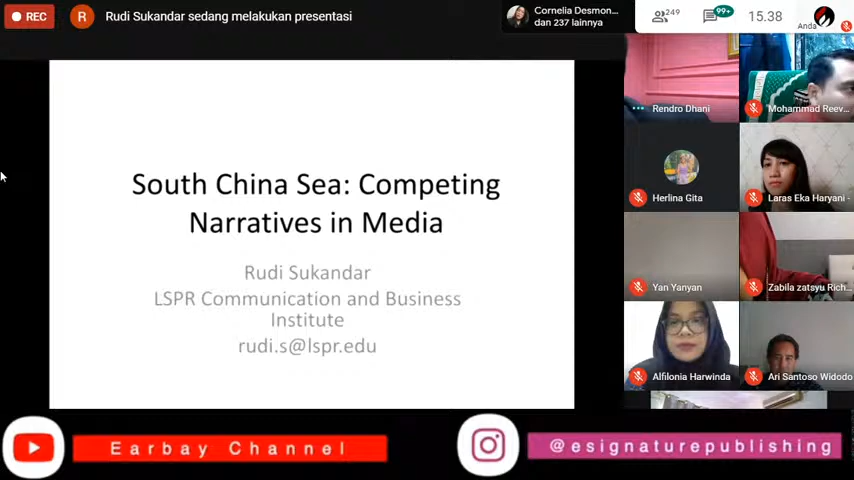 REC
R
Rudi Sukandar sedang melakukan presentasi
Cornelia Desmon...
dan 237 lainnya
249
99+
15.38
Anda
Rendro Dhani
Mohammad Reev...
South China Sea: Competing
Narratives in Media
Herlina Gita
Laras Eka Haryani -
Rudi Sukandar
LSPR Communication and Business
Institute
rudi.s@lspr.edu
Yan Yanyan
Zabila zatsyu Rich...
Alfilonia Harwinda
Ari Santoso Widodo
Earbay Channel
@esignaturepublishing